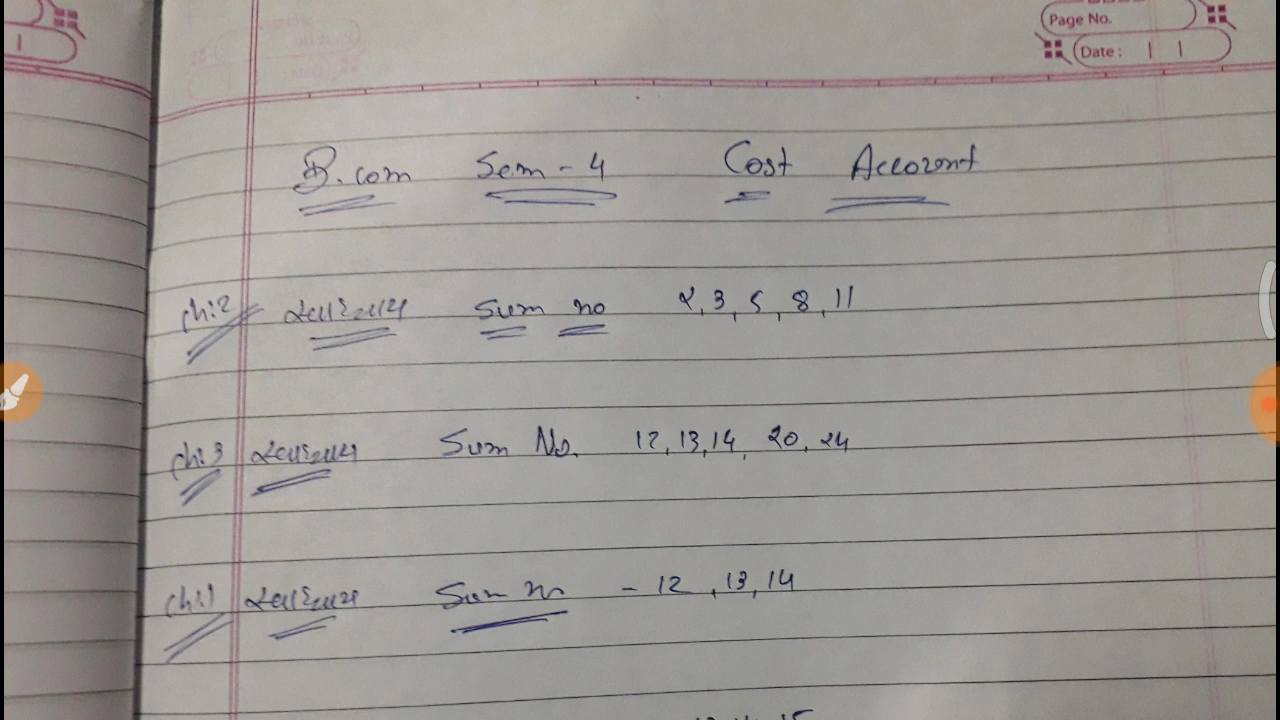 Page No.
Date :
B.com Sem - 4 Cost Account
ch:2 સ્વાધ્યાય Sum no 2, 3, 5, 8, 11
ch:3 સ્વાધ્યાય Sum No. 12, 13, 14, 20, 24
ch:1 સ્વાધ્યાય Sum no - 12, 13, 14